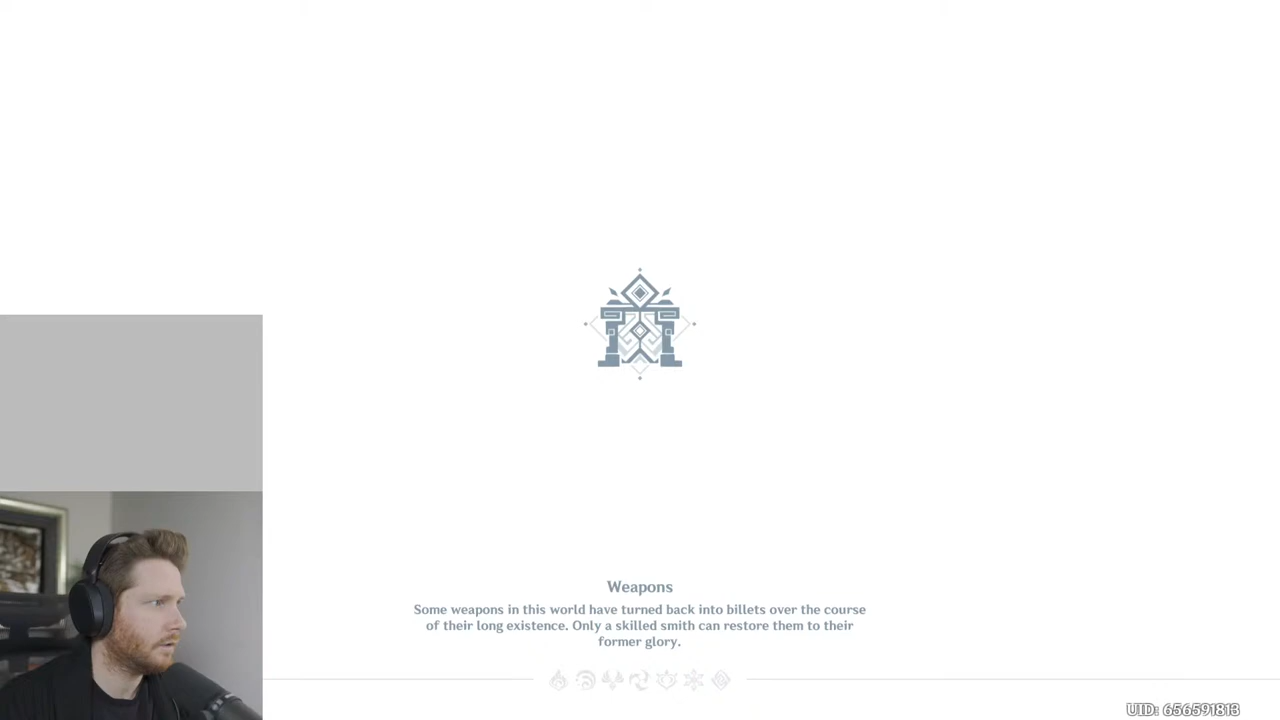 Weapons
Some weapons in this world have turned back into billets over the course
of their long existence. Only a skilled smith can restore them to their
former glory.
UID: 656591813